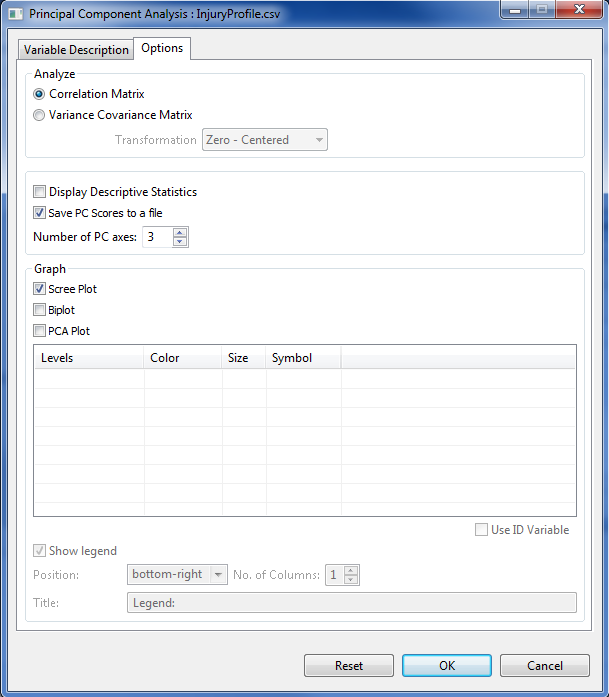 Principal Component Analysis : InjuryProfile.csv
Variable Description Options
Analyze
Correlation Matrix
Variance Covariance Matrix
Transformation Zero - Centered
Display Descriptive Statistics
Save PC Scores to a file
Number of PC axes: 3
Graph
Scree Plot
Biplot
PCA Plot
Levels Color Size Symbol
Use ID Variable
Show legend
Position: bottom-right No. of Columns: 1
Title: Legend:
Reset OK Cancel